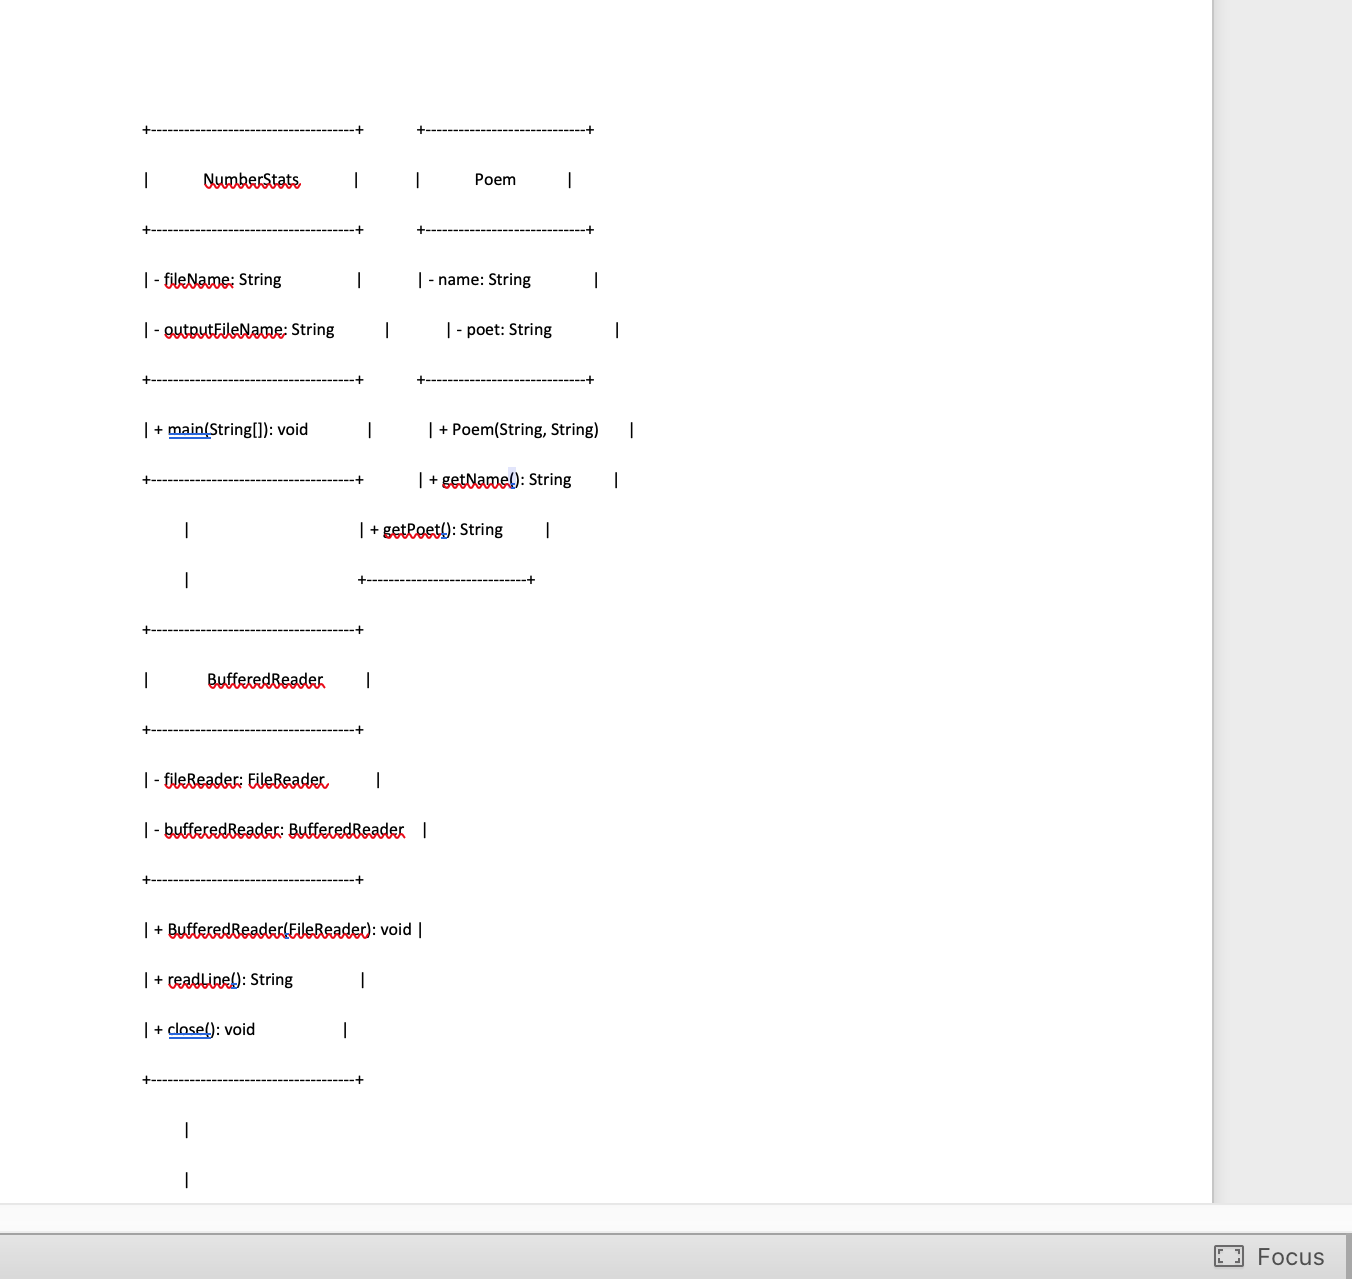 +-------------------------------------+ +-----------------------------+
| NumberStats | | Poem |
+-------------------------------------+ +-----------------------------+
| - fileName: String | | - name: String |
| - outputFileName: String | | - poet: String |
+-------------------------------------+ +-----------------------------+
| + main(String[]): void | | + Poem(String, String) |
+-------------------------------------+ | + getName(): String |
| | + getPoet(): String |
| +-----------------------------+
+-------------------------------------+
| BufferedReader |
+-------------------------------------+
| - fileReader: FileReader |
| - bufferedReader: BufferedReader |
+-------------------------------------+
| + BufferedReader(FileReader): void |
| + readLine(): String |
| + close(): void |
+-------------------------------------+
|
|
Focus